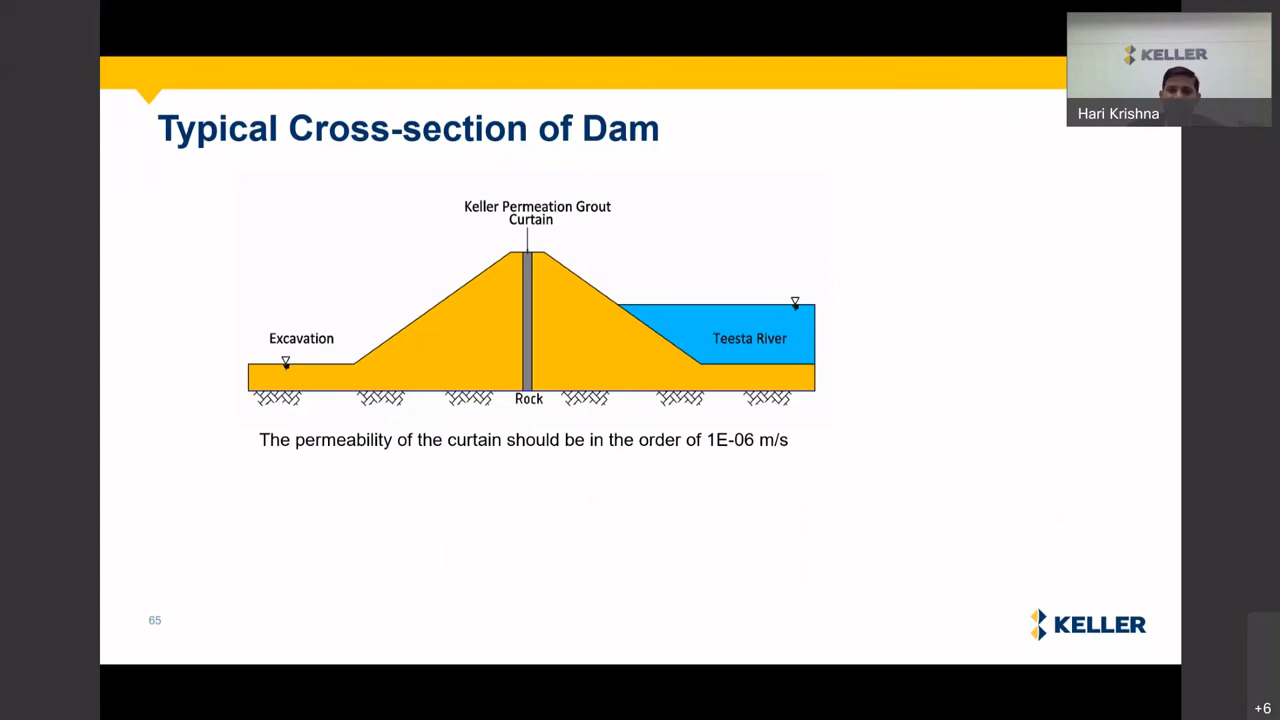 KELLER
Hari Krishna
Typical Cross-section of Dam
Keller Permeation Grout
Curtain
Excavation
Teesta River
Rock
The permeability of the curtain should be in the order of 1E-06 m/s
65
KELLER
+6